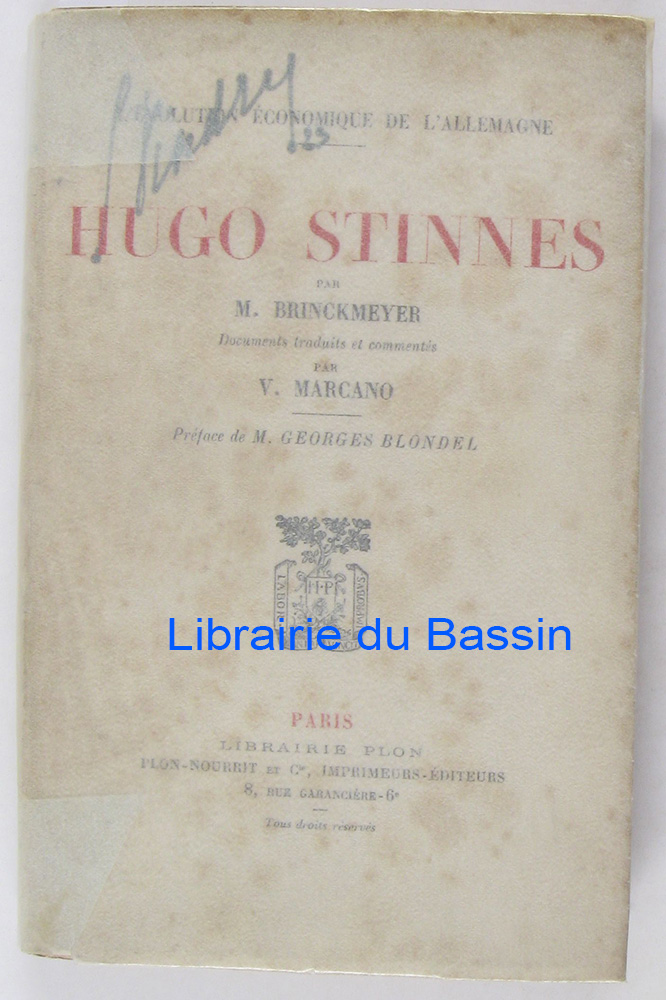 ÉCONOMIQUE DE L'ALLEMAGNE
23
HUGO STINNES
PAR
M. BRINCKMEYER
Documents traduits et commentés
PAR
V. MARCANO
Préface de M. GEORGES BLONDEL
H P
Librairie du Bassin
PARIS
LIBRAIRIE PLON
PLON-NOURRIT ET Cie, IMPRIMEURS-ÉDITEURS
8, RUE GARANCIÈRE-6e
Tous droits réservés